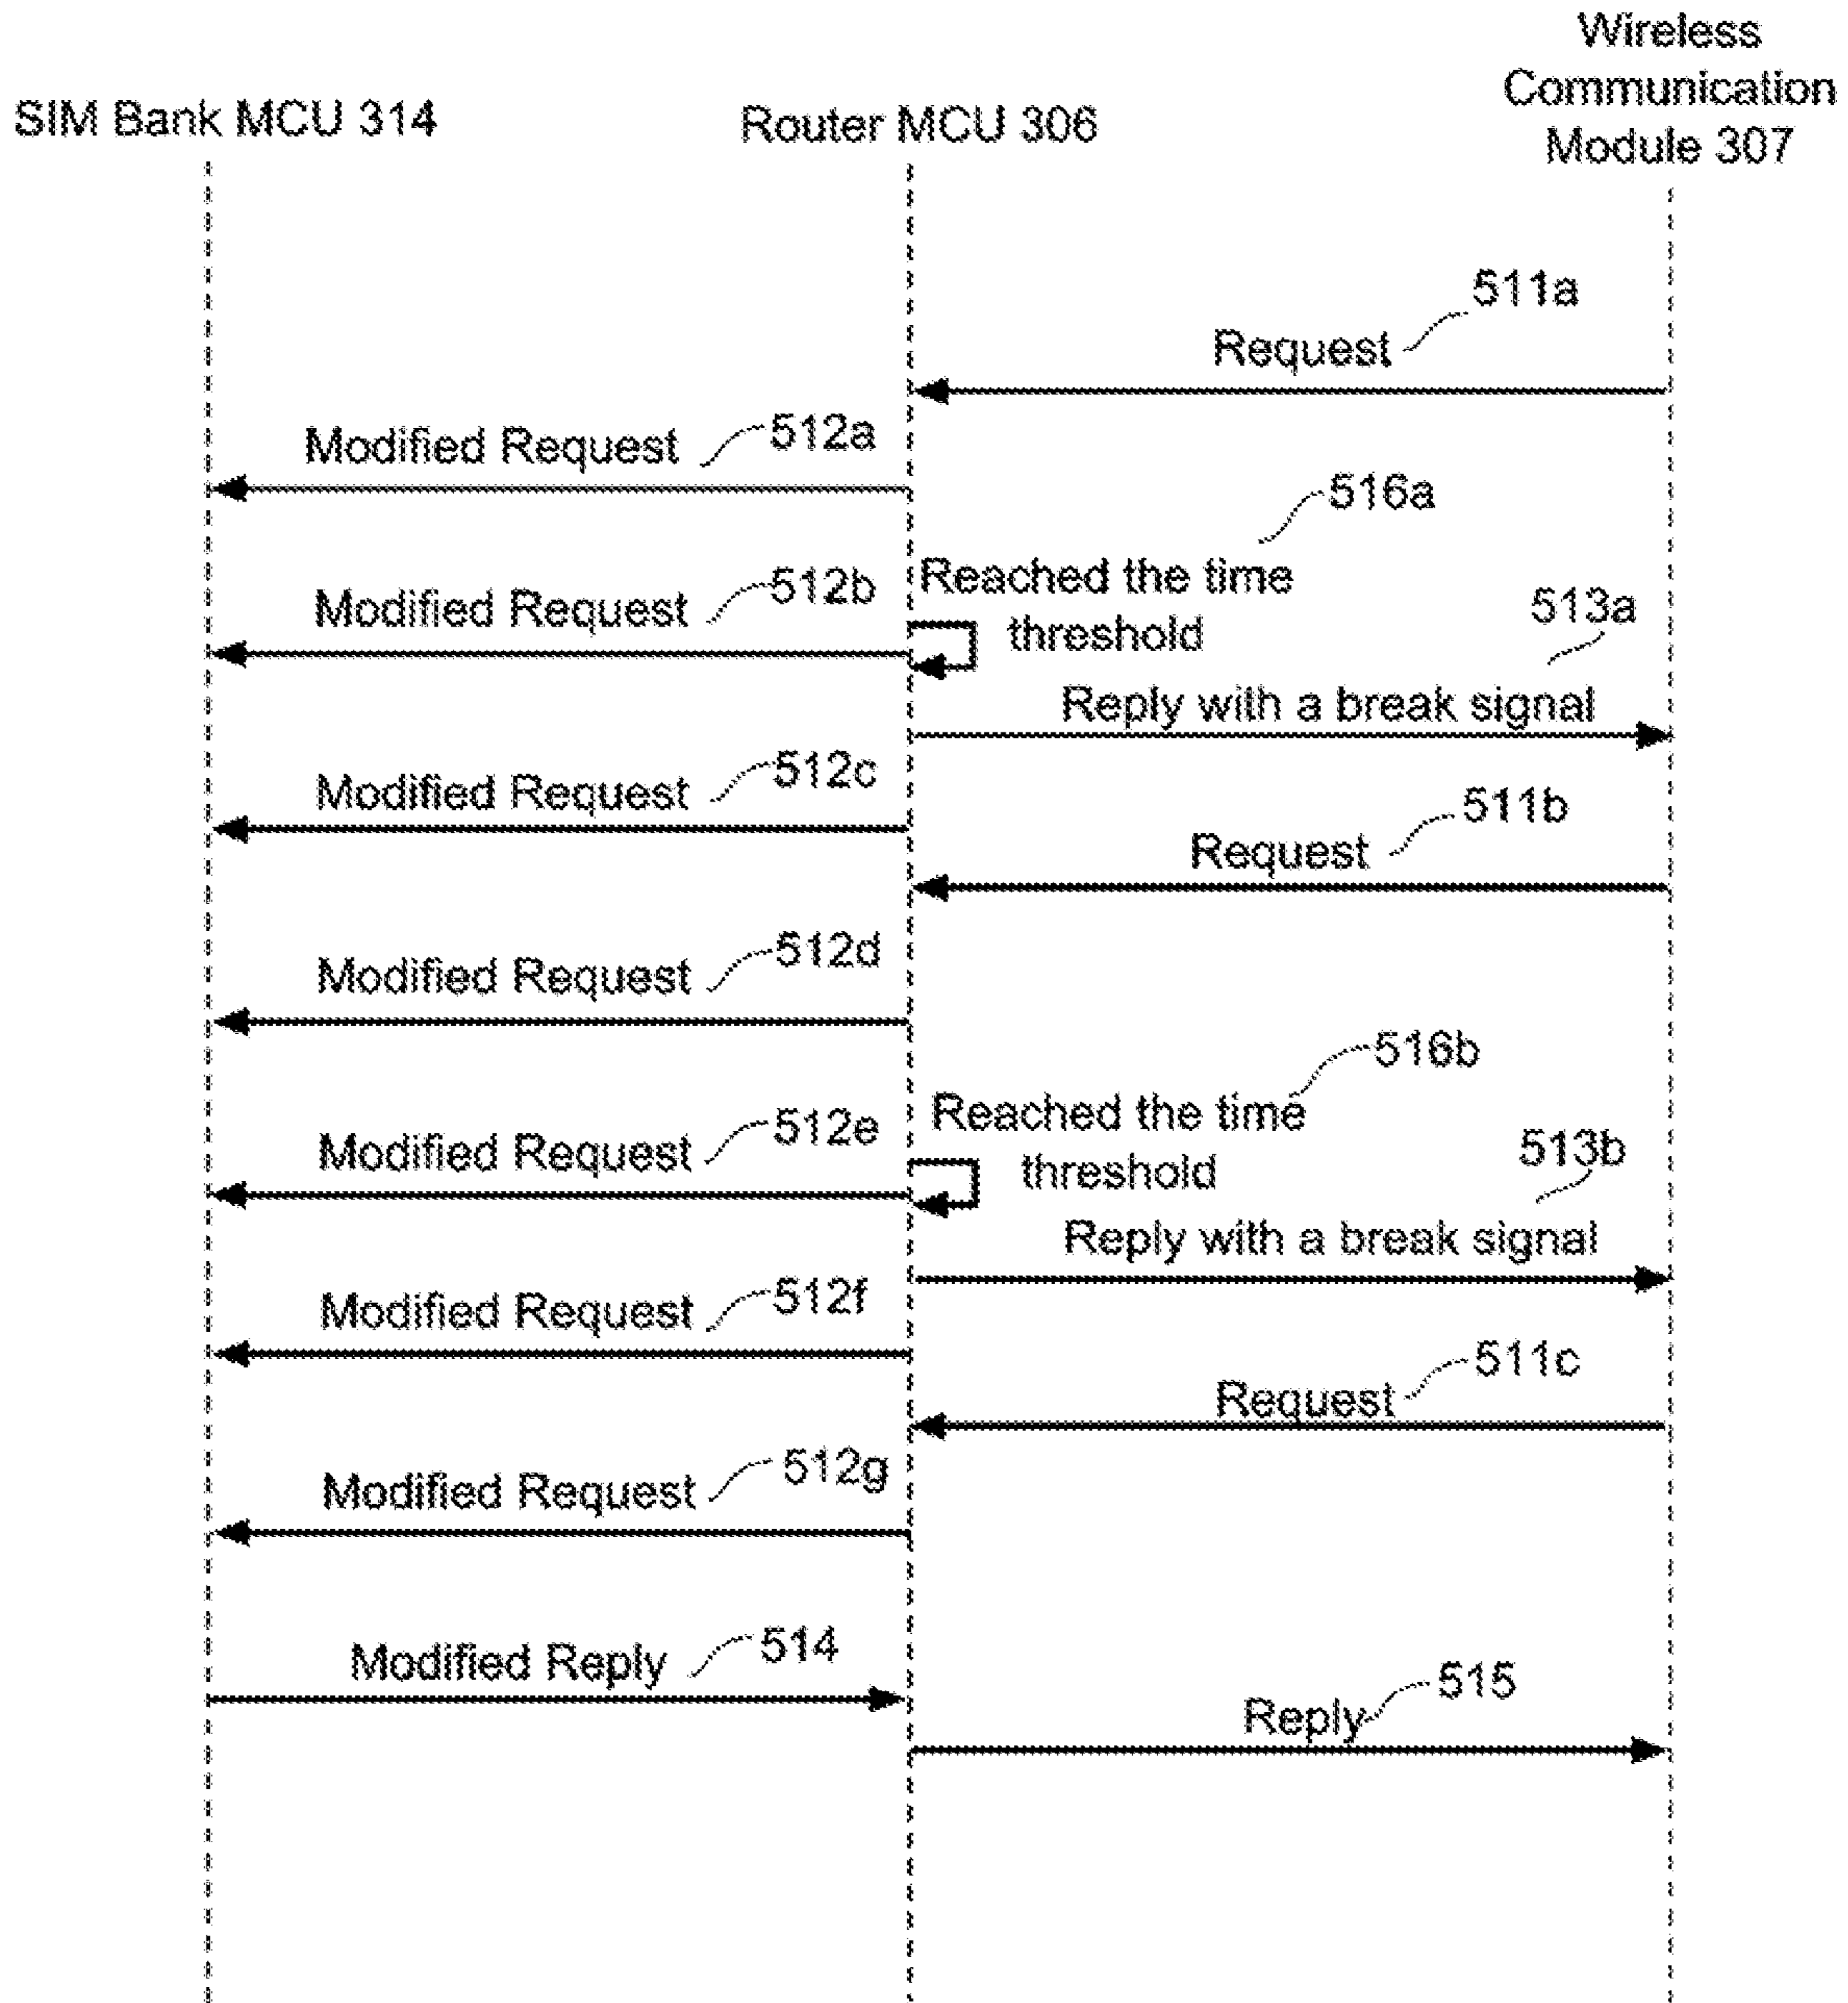 Wireless
Communication
Module 307
SIM Bank MCU 314
Router MCU 306
511a
Request
512a
Modified Request
516a
Reached the time
threshold
512b
Modified Request
513a
Reply with a break signal
512c
Modified Request
511b
Request
512d
Modified Request
516b
Reached the time
threshold
512e
Modified Request
513b
Reply with a break signal
512f
Modified Request
511c
Request
512g
Modified Request
514
Modified Reply
515
Reply